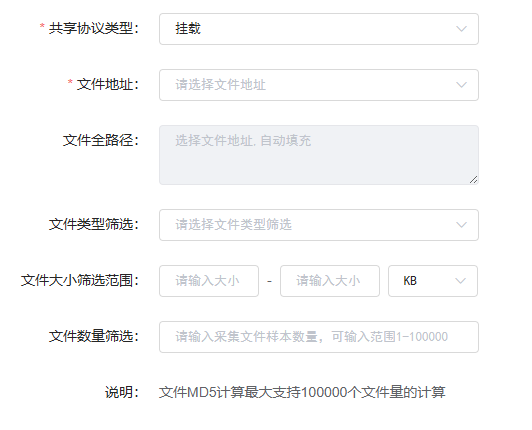 * 共享协议类型： 挂载
* 文件地址： 请选择文件地址
文件全路径： 选择文件地址,自动填充
文件类型筛选： 请选择文件类型筛选
文件大小筛选范围： 请输入大小 - 请输入大小 KB
文件数量筛选： 请输入采集文件样本数量，可输入范围1-100000
说明： 文件MD5计算最大支持100000个文件量的计算